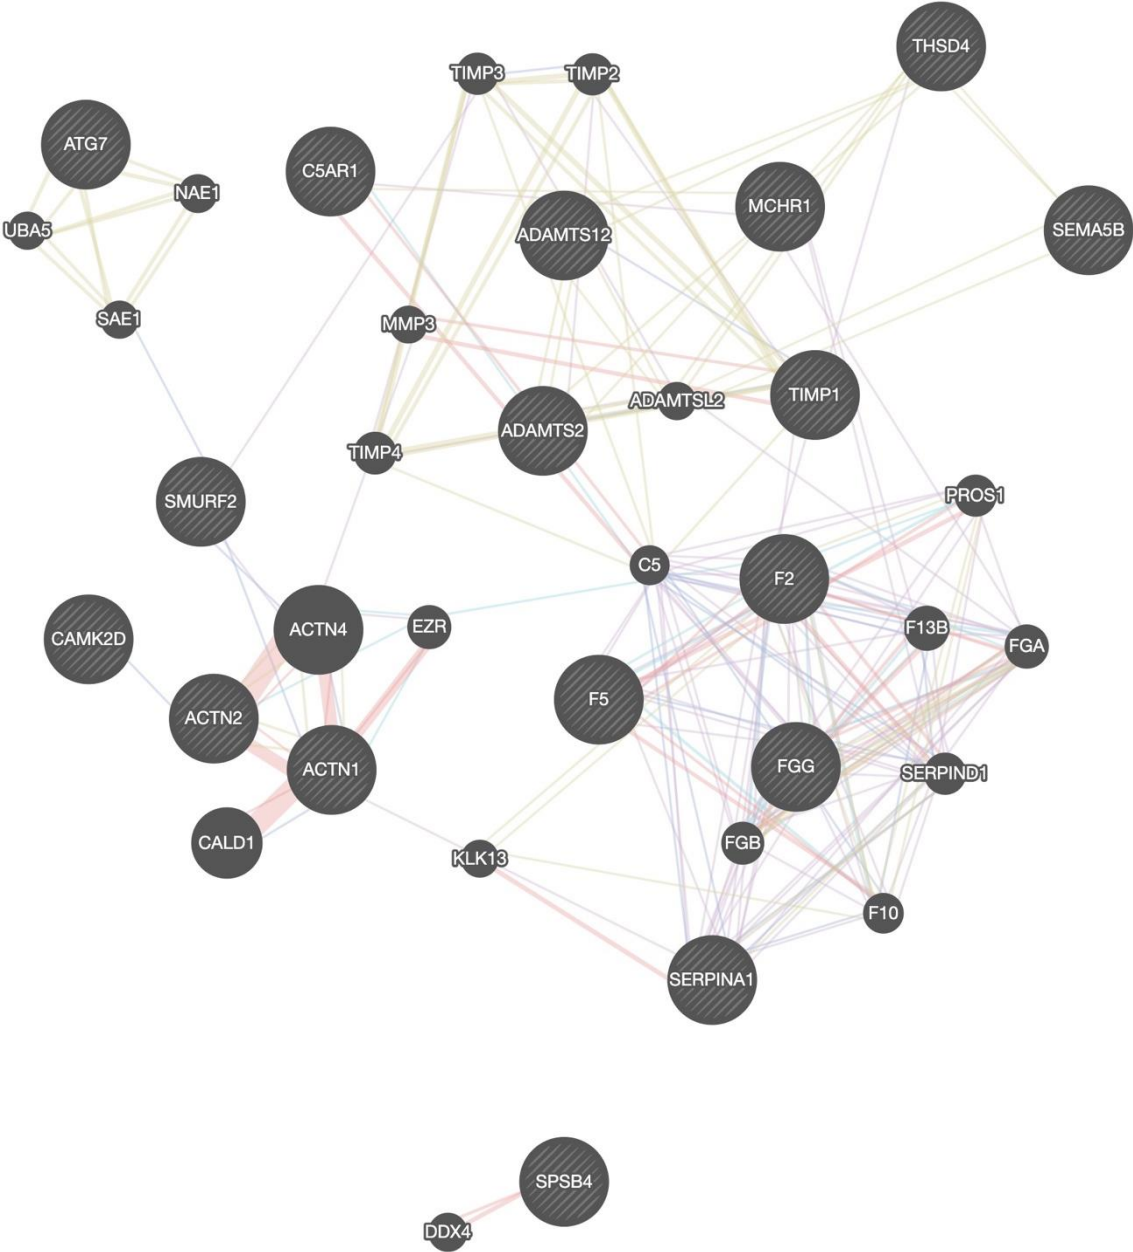 THSD4
TIMP3
TIMP2
ATG7
C5AR1
NAE1
MCHR1
UBA5
ADAMTS12
SEMA5B
SAE1
MMP3
TIMP1
ADAMTSL2
ADAMTS2
TIMP4
PROS1
SMURF2
C5
F2
ACTN4
EZR
F13B
CAMK2D
FGA
F5
ACTN2
FGG
ACTN1
SERPIND1
CALD1
FGB
KLK13
F10
SERPINA1
SPSB4
DDX4